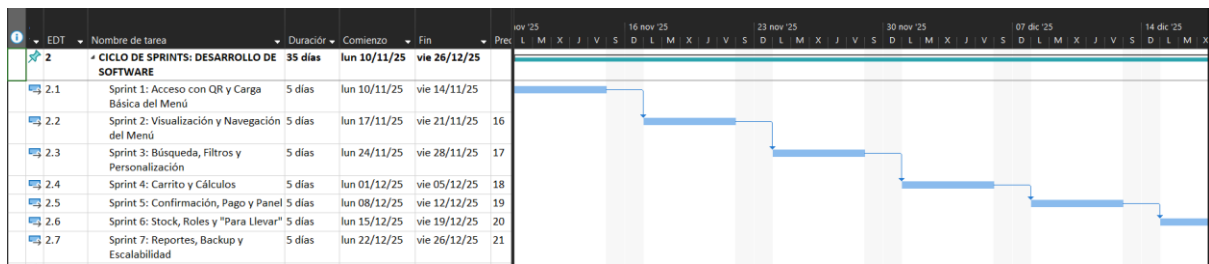 EDT Nombre de tarea Duración Comienzo Fin Prec
nov '25 16 nov '25 23 nov '25 30 nov '25 07 dic '25 14 dic '25
L M X J V S D L M X J V S D L M X J V S D L M X J V S D L M X J V S D L M X
2 CICLO DE SPRINTS: DESARROLLO DE 35 días lun 10/11/25 vie 26/12/25
SOFTWARE
2.1 Sprint 1: Acceso con QR y Carga 5 días lun 10/11/25 vie 14/11/25
Básica del Menú
2.2 Sprint 2: Visualización y Navegación 5 días lun 17/11/25 vie 21/11/25 16
del Menú
2.3 Sprint 3: Búsqueda, Filtros y 5 días lun 24/11/25 vie 28/11/25 17
Personalización
2.4 Sprint 4: Carrito y Cálculos 5 días lun 01/12/25 vie 05/12/25 18
2.5 Sprint 5: Confirmación, Pago y Panel 5 días lun 08/12/25 vie 12/12/25 19
2.6 Sprint 6: Stock, Roles y "Para Llevar" 5 días lun 15/12/25 vie 19/12/25 20
2.7 Sprint 7: Reportes, Backup y 5 días lun 22/12/25 vie 26/12/25 21
Escalabilidad